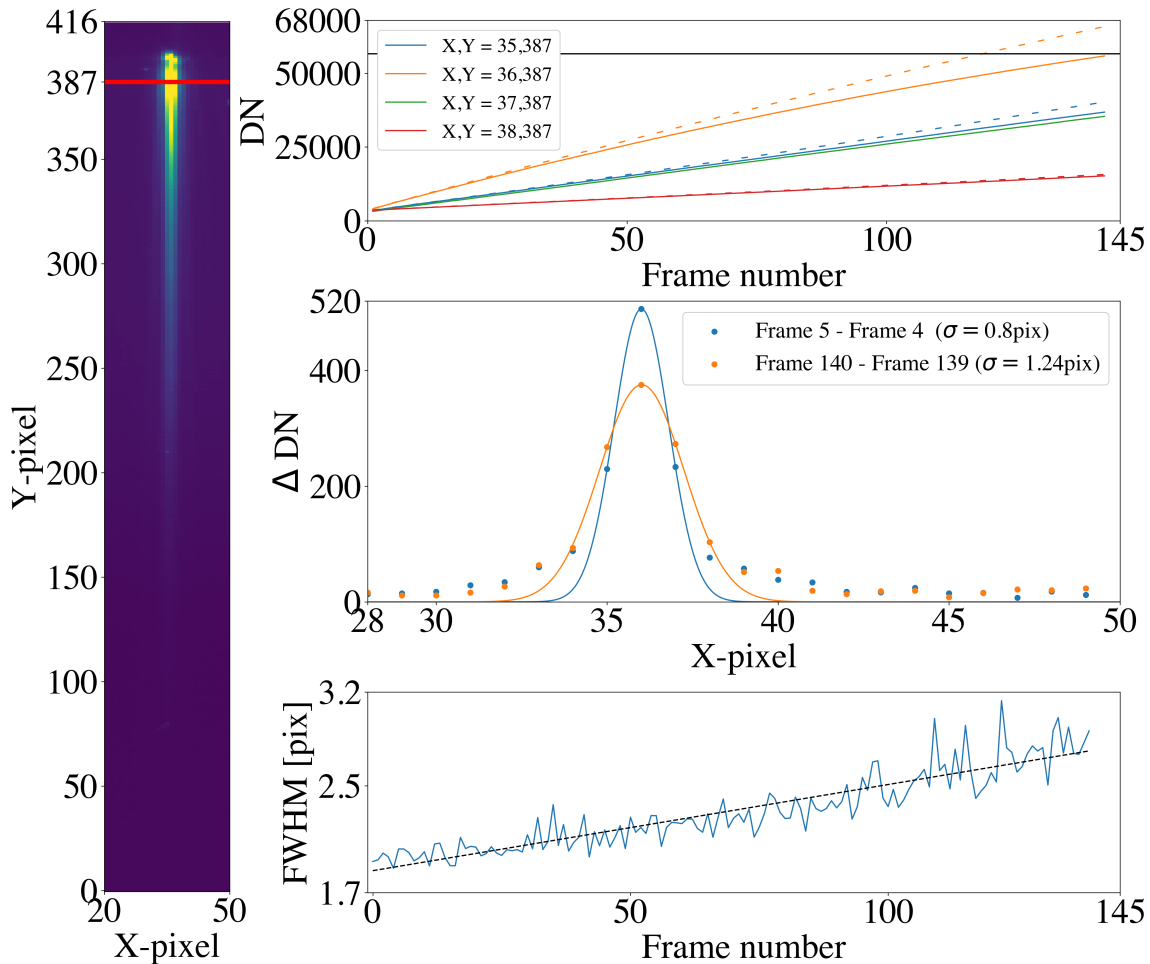 416
387
350
300
250
200
150
100
50
0
20 50
X-pixel
Y-pixel
68000
50000
25000
0
DN
X,Y = 35,387
X,Y = 36,387
X,Y = 37,387
X,Y = 38,387
0 50 100 145
Frame number
520
400
200
0
Δ DN
Frame 5 - Frame 4 (σ = 0.8pix)
Frame 140 - Frame 139 (σ = 1.24pix)
28 30 35 40 45 50
X-pixel
3.2
2.5
1.7
FWHM [pix]
0 50 100 145
Frame number